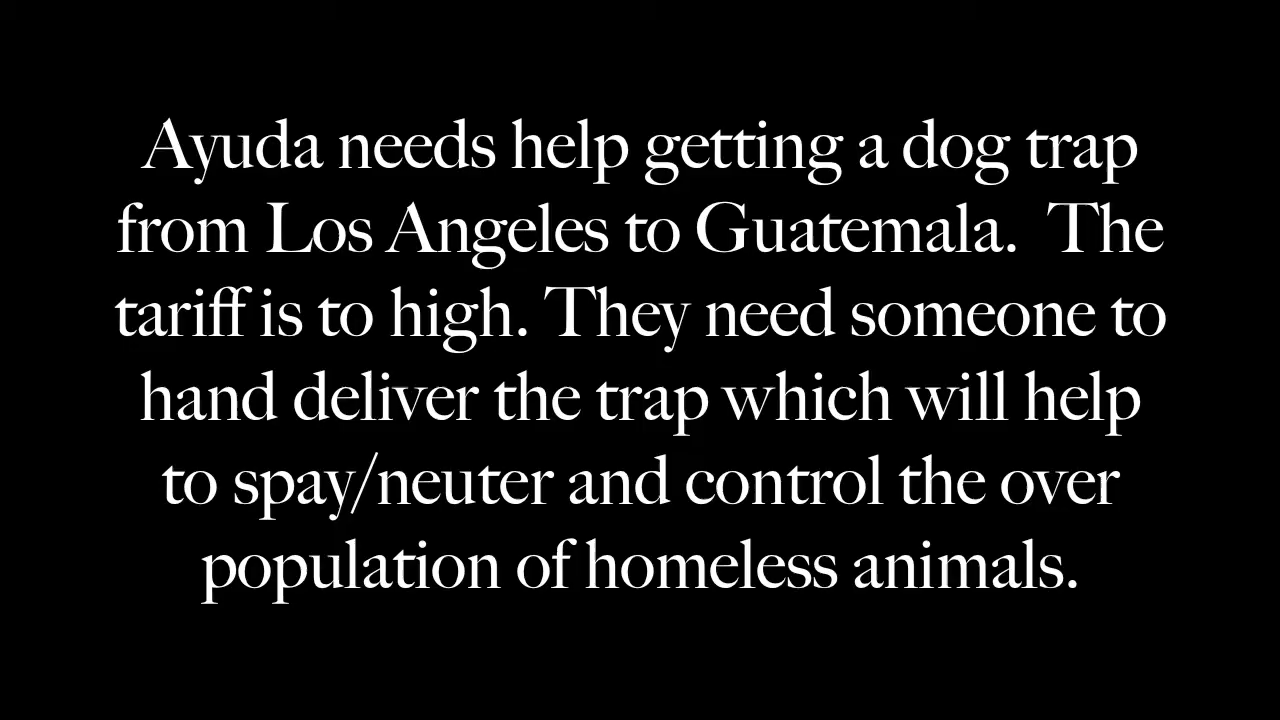 Ayuda needs help getting a dog trap
from Los Angeles to Guatemala.  The
tariff is to high. They need someone to
hand deliver the trap which will help
to spay/neuter and control the over
population of homeless animals.